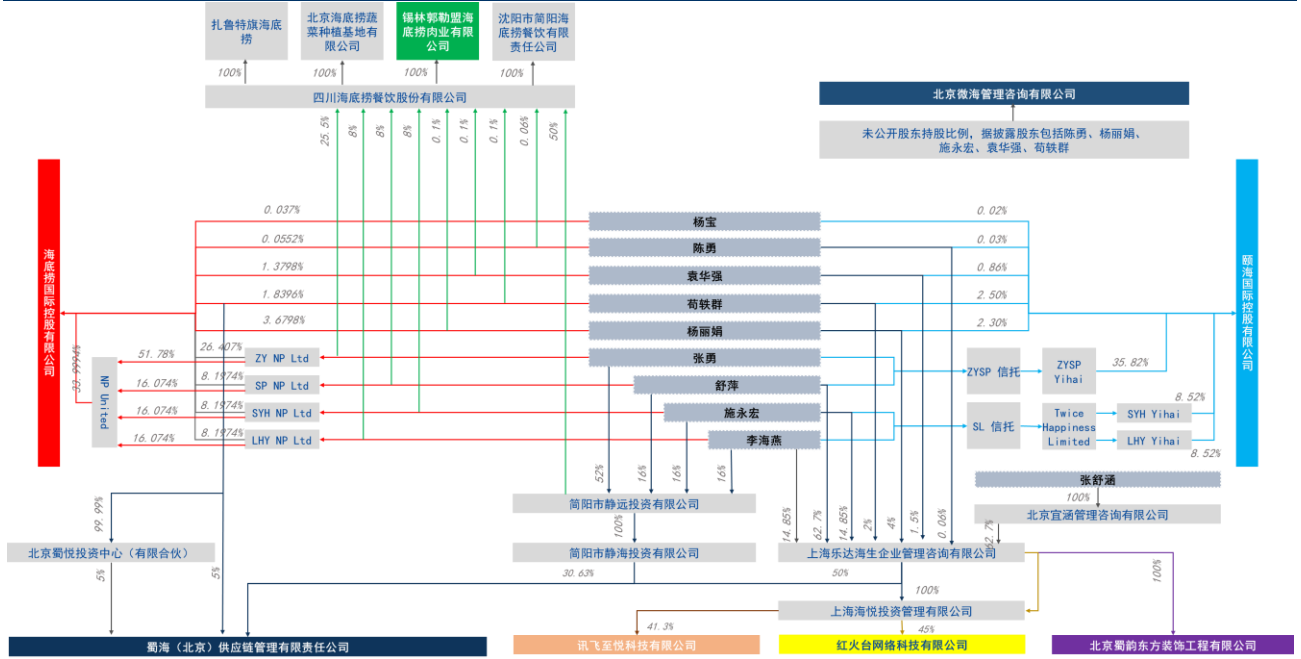 扎鲁特旗海底
捞
北京海底捞蔬
菜种植基地有
限公司
锡林郭勒盟海
底捞肉业有限
公司
沈阳市简阳海
底捞餐饮有限
责任公司
100%
100%
100%
100%
四川海底捞餐饮股份有限公司
25.5%
8%
8%
8%
0.1%
0.1%
0.1%
0.06%
50%
北京微海管理咨询有限公司
未公开股东持股比例，据披露股东包括陈勇、杨丽娟、
施永宏、袁华强、苟轶群
海底捞国际控股有限公司
颐海国际控股有限公司
0.037%
杨宝
0.02%
0.0552%
陈勇
0.03%
1.3798%
袁华强
0.86%
1.8396%
苟轶群
2.50%
3.6798%
杨丽娟
2.30%
33.9994%
NP United
51.78%
26.407%
ZY NP Ltd
张勇
16.074%
8.1974%
SP NP Ltd
舒萍
16.074%
8.1974%
SYH NP Ltd
施永宏
16.074%
8.1974%
LHY NP Ltd
李海燕
ZYSP 信托
ZYSP
Yihai
35.82%
SL 信托
Twice
Happiness
Limited
SYH Yihai
8.52%
LHY Yihai
8.52%
张舒涵
100%
北京宜涵管理咨询有限公司
62.7%
52%
16%
16%
16%
简阳市静远投资有限公司
100%
简阳市静海投资有限公司
30.63%
14.85%
62.7%
14.85%
2%
4%
1.5%
0.06%
上海乐达海生企业管理咨询有限公司
50%
100%
100%
99.99%
北京蜀悦投资中心（有限合伙）
5%
5%
上海海悦投资管理有限公司
41.3%
45%
蜀海（北京）供应链管理有限责任公司
讯飞至悦科技有限公司
红火台网络科技有限公司
北京蜀韵东方装饰工程有限公司